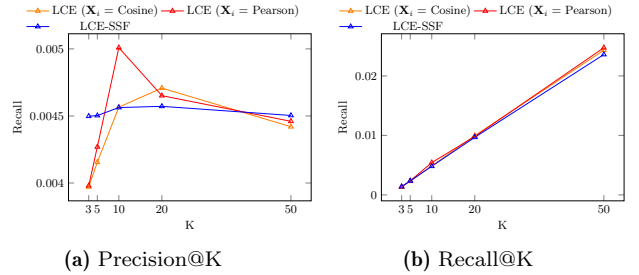 LCE (Xᵢ = Cosine) LCE (Xᵢ = Pearson)
LCE-SSF
0.005
0.0045
0.004
Recall
3 5 10 20 50
K
(a) Precision@K
LCE (Xᵢ = Cosine) LCE (Xᵢ = Pearson)
LCE-SSF
0.02
0.01
0
Recall
3 5 10 20 50
K
(b) Recall@K